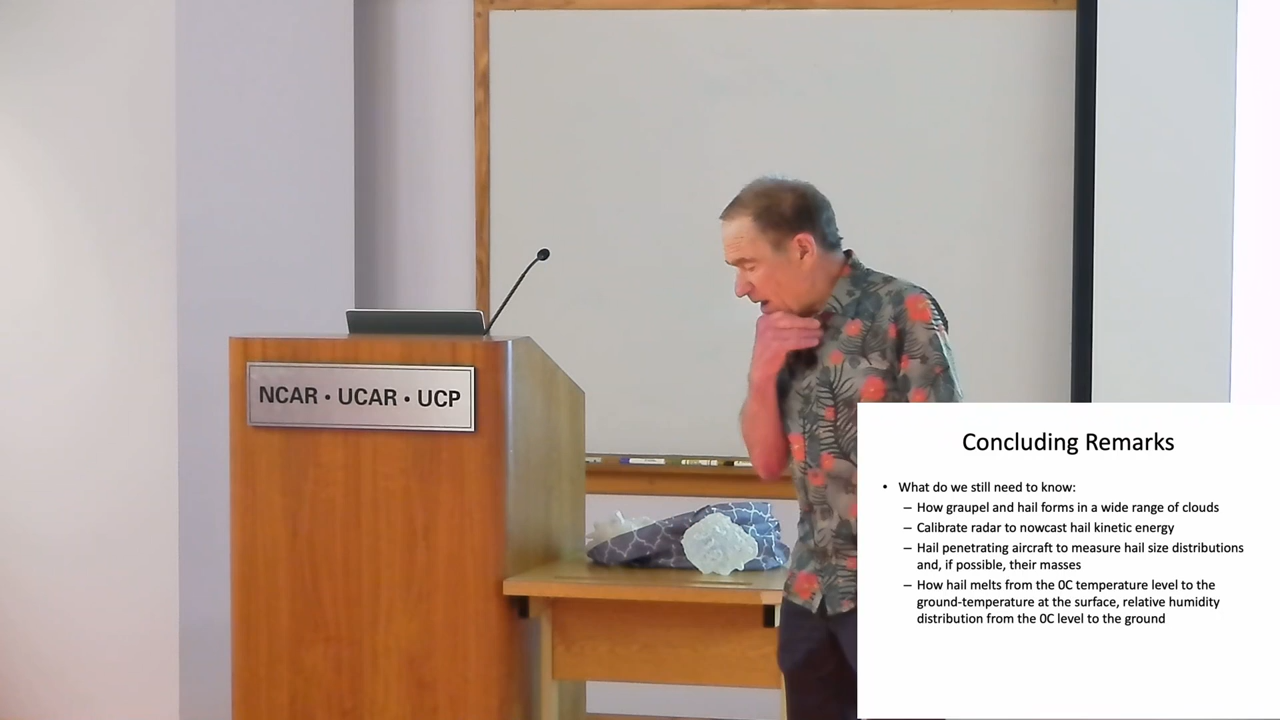 NCAR • UCAR • UCP
Concluding Remarks
• What do we still need to know:
– How graupel and hail forms in a wide range of clouds
– Calibrate radar to nowcast hail kinetic energy
– Hail penetrating aircraft to measure hail size distributions
and, if possible, their masses
– How hail melts from the 0C temperature level to the
ground-temperature at the surface, relative humidity
distribution from the 0C level to the ground